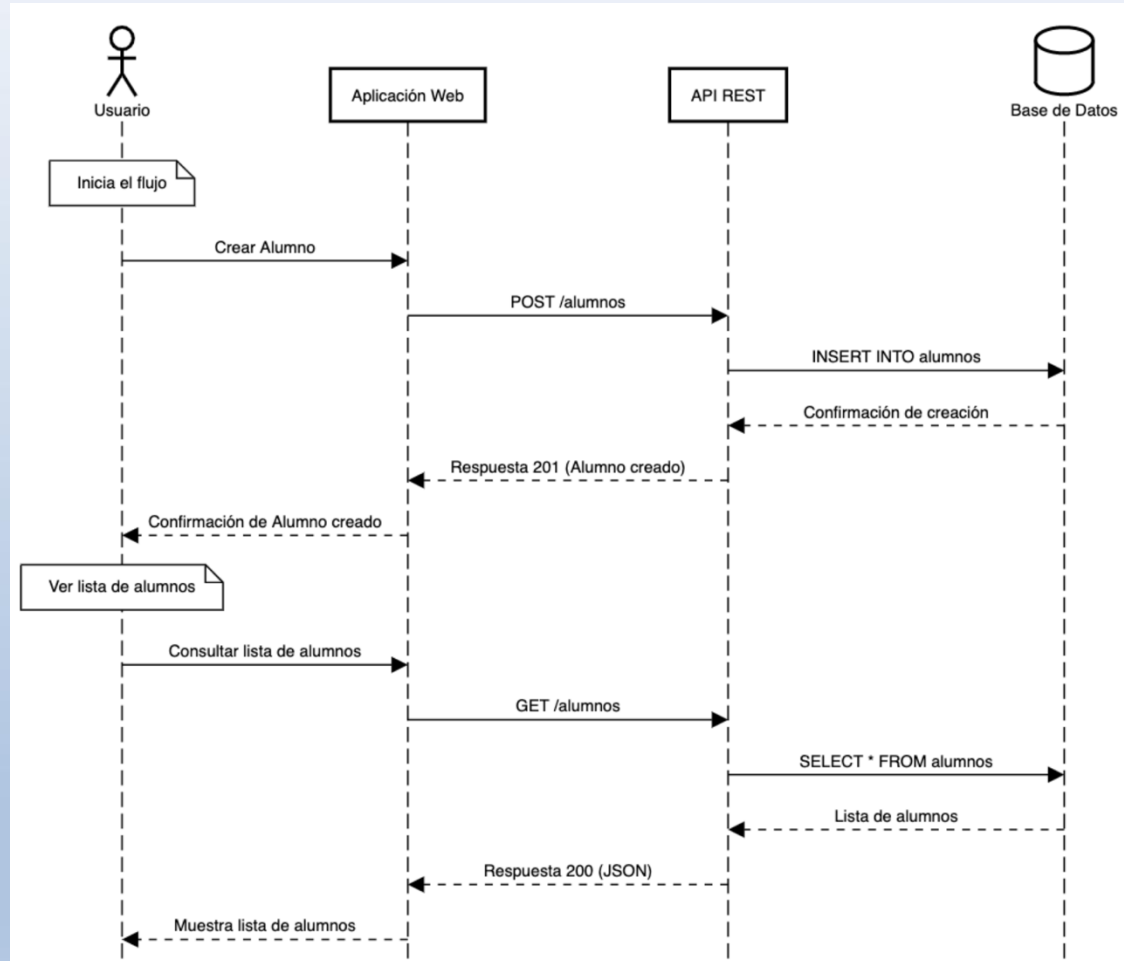 Usuario
Aplicación Web
API REST
Base de Datos
Inicia el flujo
Crear Alumno
POST /alumnos
INSERT INTO alumnos
Confirmación de creación
Respuesta 201 (Alumno creado)
Confirmación de Alumno creado
Ver lista de alumnos
Consultar lista de alumnos
GET /alumnos
SELECT * FROM alumnos
Lista de alumnos
Respuesta 200 (JSON)
Muestra lista de alumnos